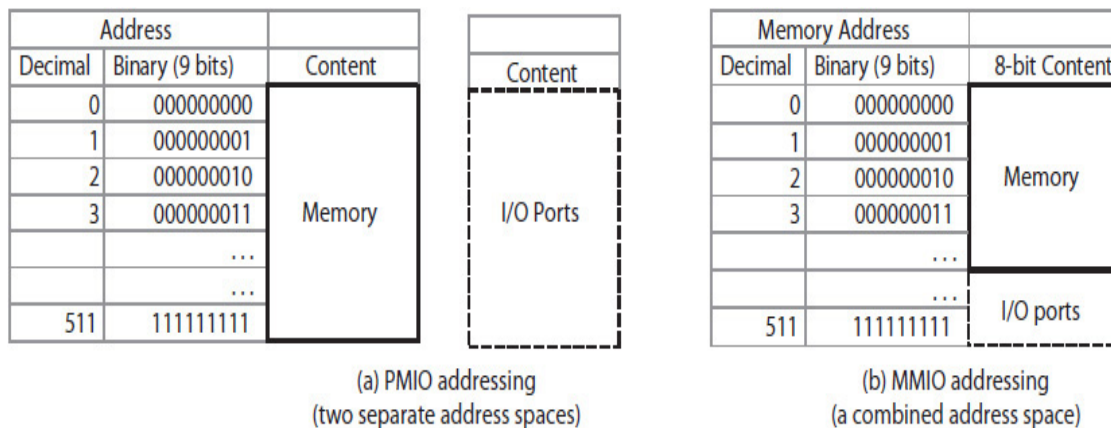 Address
Decimal Binary (9 bits) Content
0 000000000
1 000000001
2 000000010
3 000000011
...
...
511 111111111
Memory
Content
I/O Ports
(a) PMIO addressing
(two separate address spaces)
Memory Address
Decimal Binary (9 bits) 8-bit Content
0 000000000
1 000000001
2 000000010
3 000000011
...
...
511 111111111
Memory
I/O ports
(b) MMIO addressing
(a combined address space)